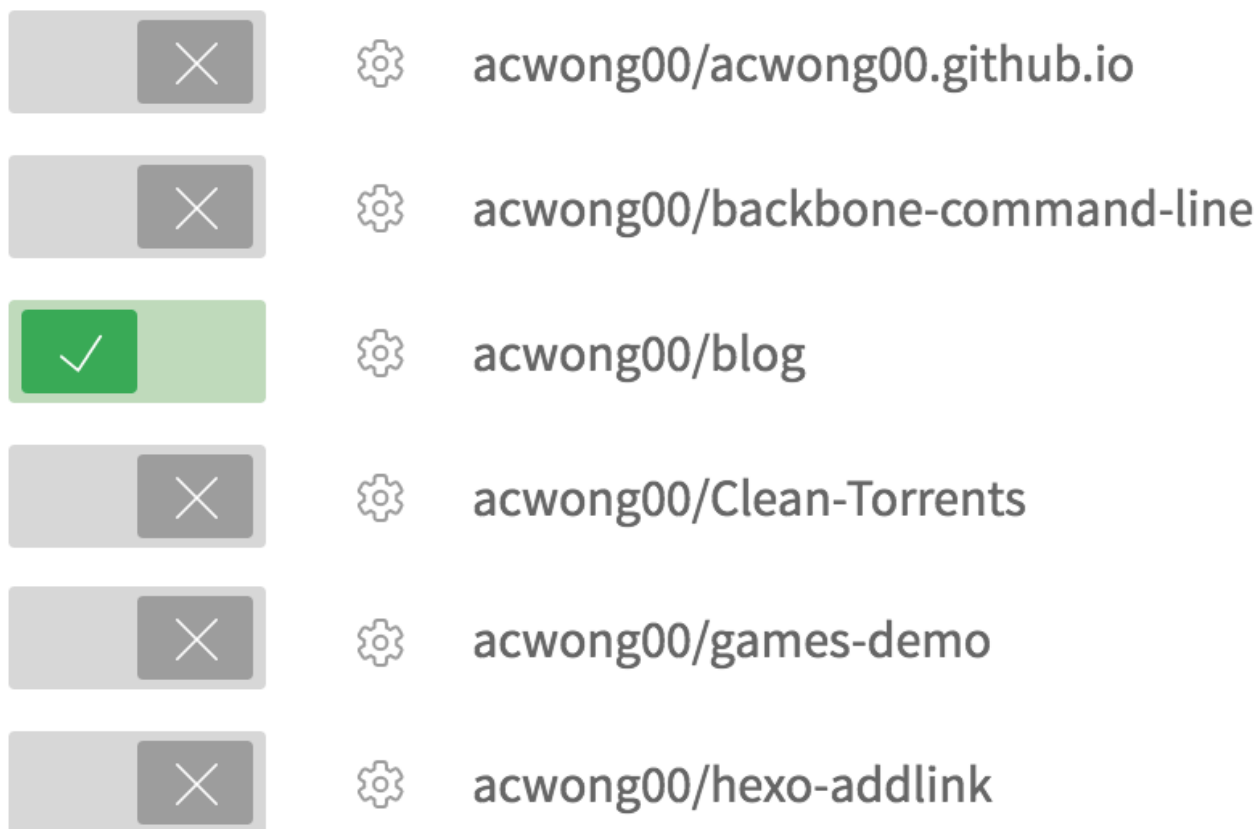 acwong00/acwong00.github.io
acwong00/backbone-command-line
acwong00/blog
acwong00/Clean-Torrents
acwong00/games-demo
acwong00/hexo-addlink